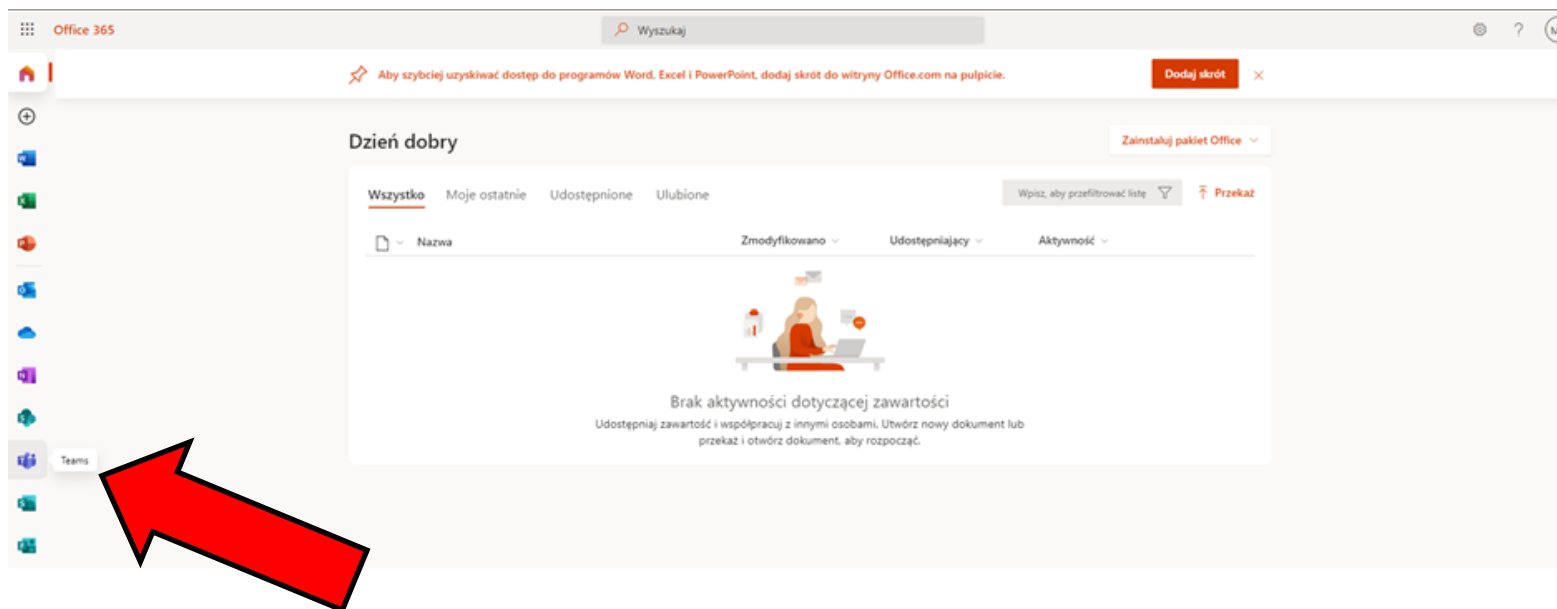 Office 365
Wyszukaj
Aby szybciej uzyskiwać dostęp do programów Word, Excel i PowerPoint, dodaj skrót do witryny Office.com na pulpicie.
Dodaj skrót
Dzień dobry
Zainstaluj pakiet Office
Wszystko Moje ostatnie Udostępnione Ulubione
Wpisz, aby przefiltrować listę
Przekaż
Nazwa Zmodyfikowano Udostępniający Aktywność
Brak aktywności dotyczącej zawartości
Udostępniaj zawartość i współpracuj z innymi osobami. Utwórz nowy dokument lub
przekaż i otwórz dokument, aby rozpocząć.
Teams